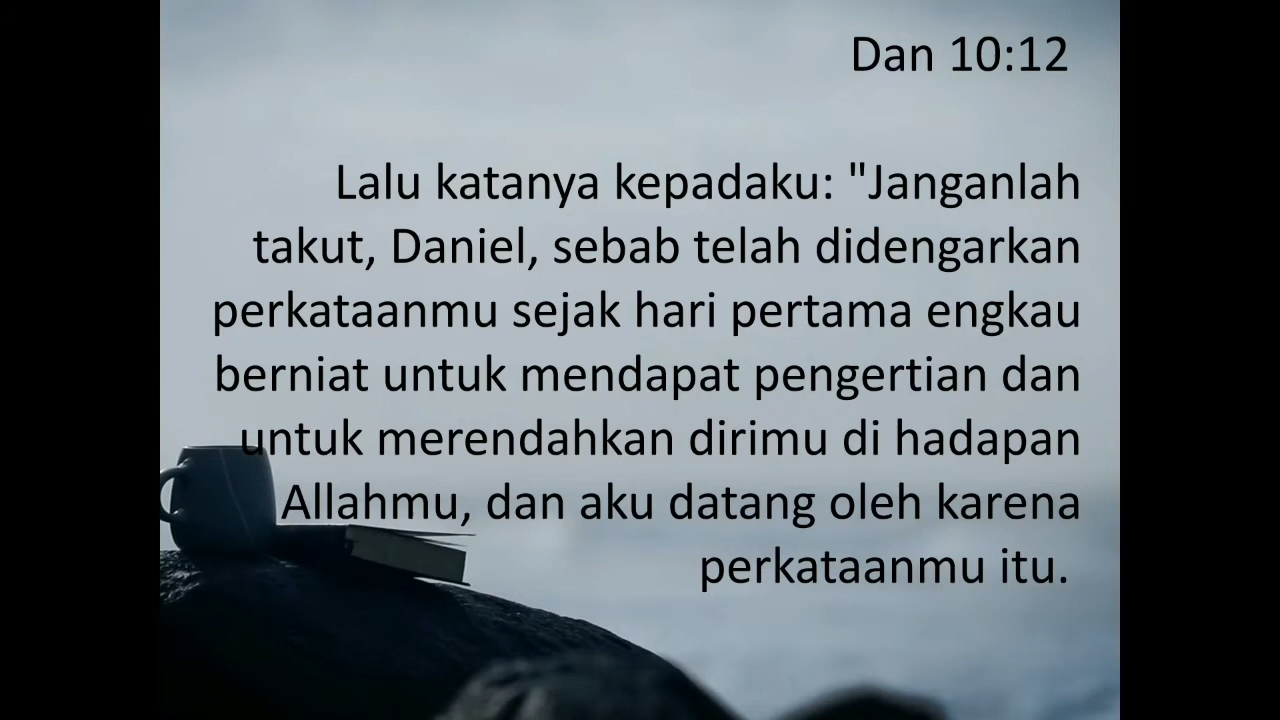 Dan 10:12
Lalu katanya kepadaku: "Janganlah
takut, Daniel, sebab telah didengarkan
perkataanmu sejak hari pertama engkau
berniat untuk mendapat pengertian dan
untuk merendahkan dirimu di hadapan
Allahmu, dan aku datang oleh karena
perkataanmu itu.